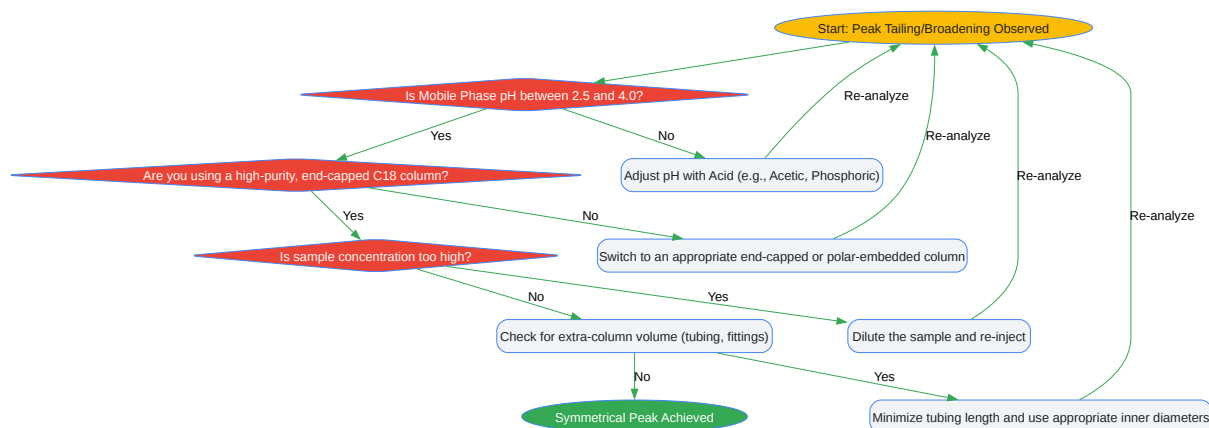 Start: Peak Tailing/Broadening Observed
Is Mobile Phase pH between 2.5 and 4.0?
Re-analyze
Yes
No
Re-analyze
Are you using a high-purity, end-capped C18 column?
Adjust pH with Acid (e.g., Acetic, Phosphoric)
Re-analyze
Yes
No
Re-analyze
Is sample concentration too high?
Switch to an appropriate end-capped or polar-embedded column
No
Yes
Check for extra-column volume (tubing, fittings)
Dilute the sample and re-inject
No
Yes
Symmetrical Peak Achieved
Minimize tubing length and use appropriate inner diameters